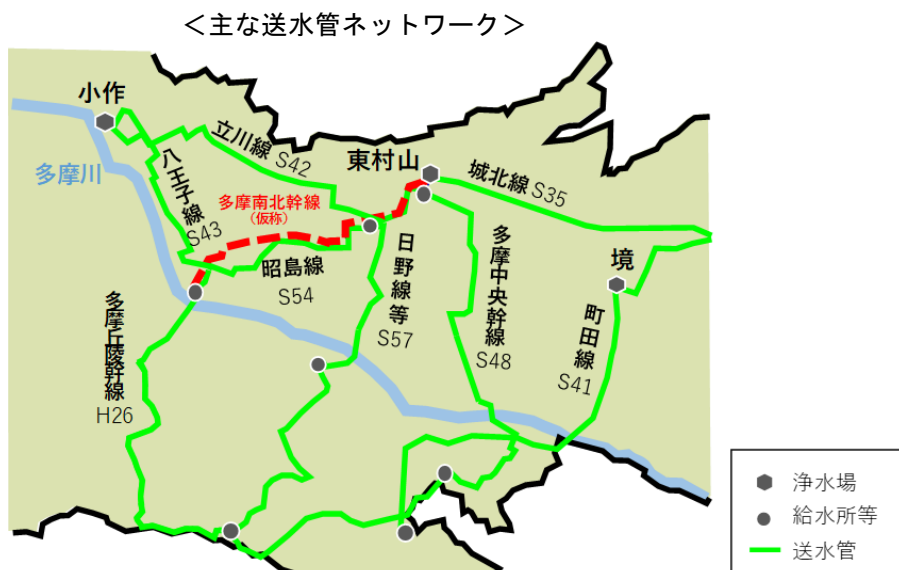 ＜主な送水管ネットワーク＞
小作
多摩川
八王子線
S43
立川線 S42
東村山
城北線 S35
多摩南北幹線
（仮称）
昭島線
S54
日野線等
S57
多摩中央幹線
S48
境
町田線
S41
多摩丘陵幹線
H26
浄水場
給水所等
送水管